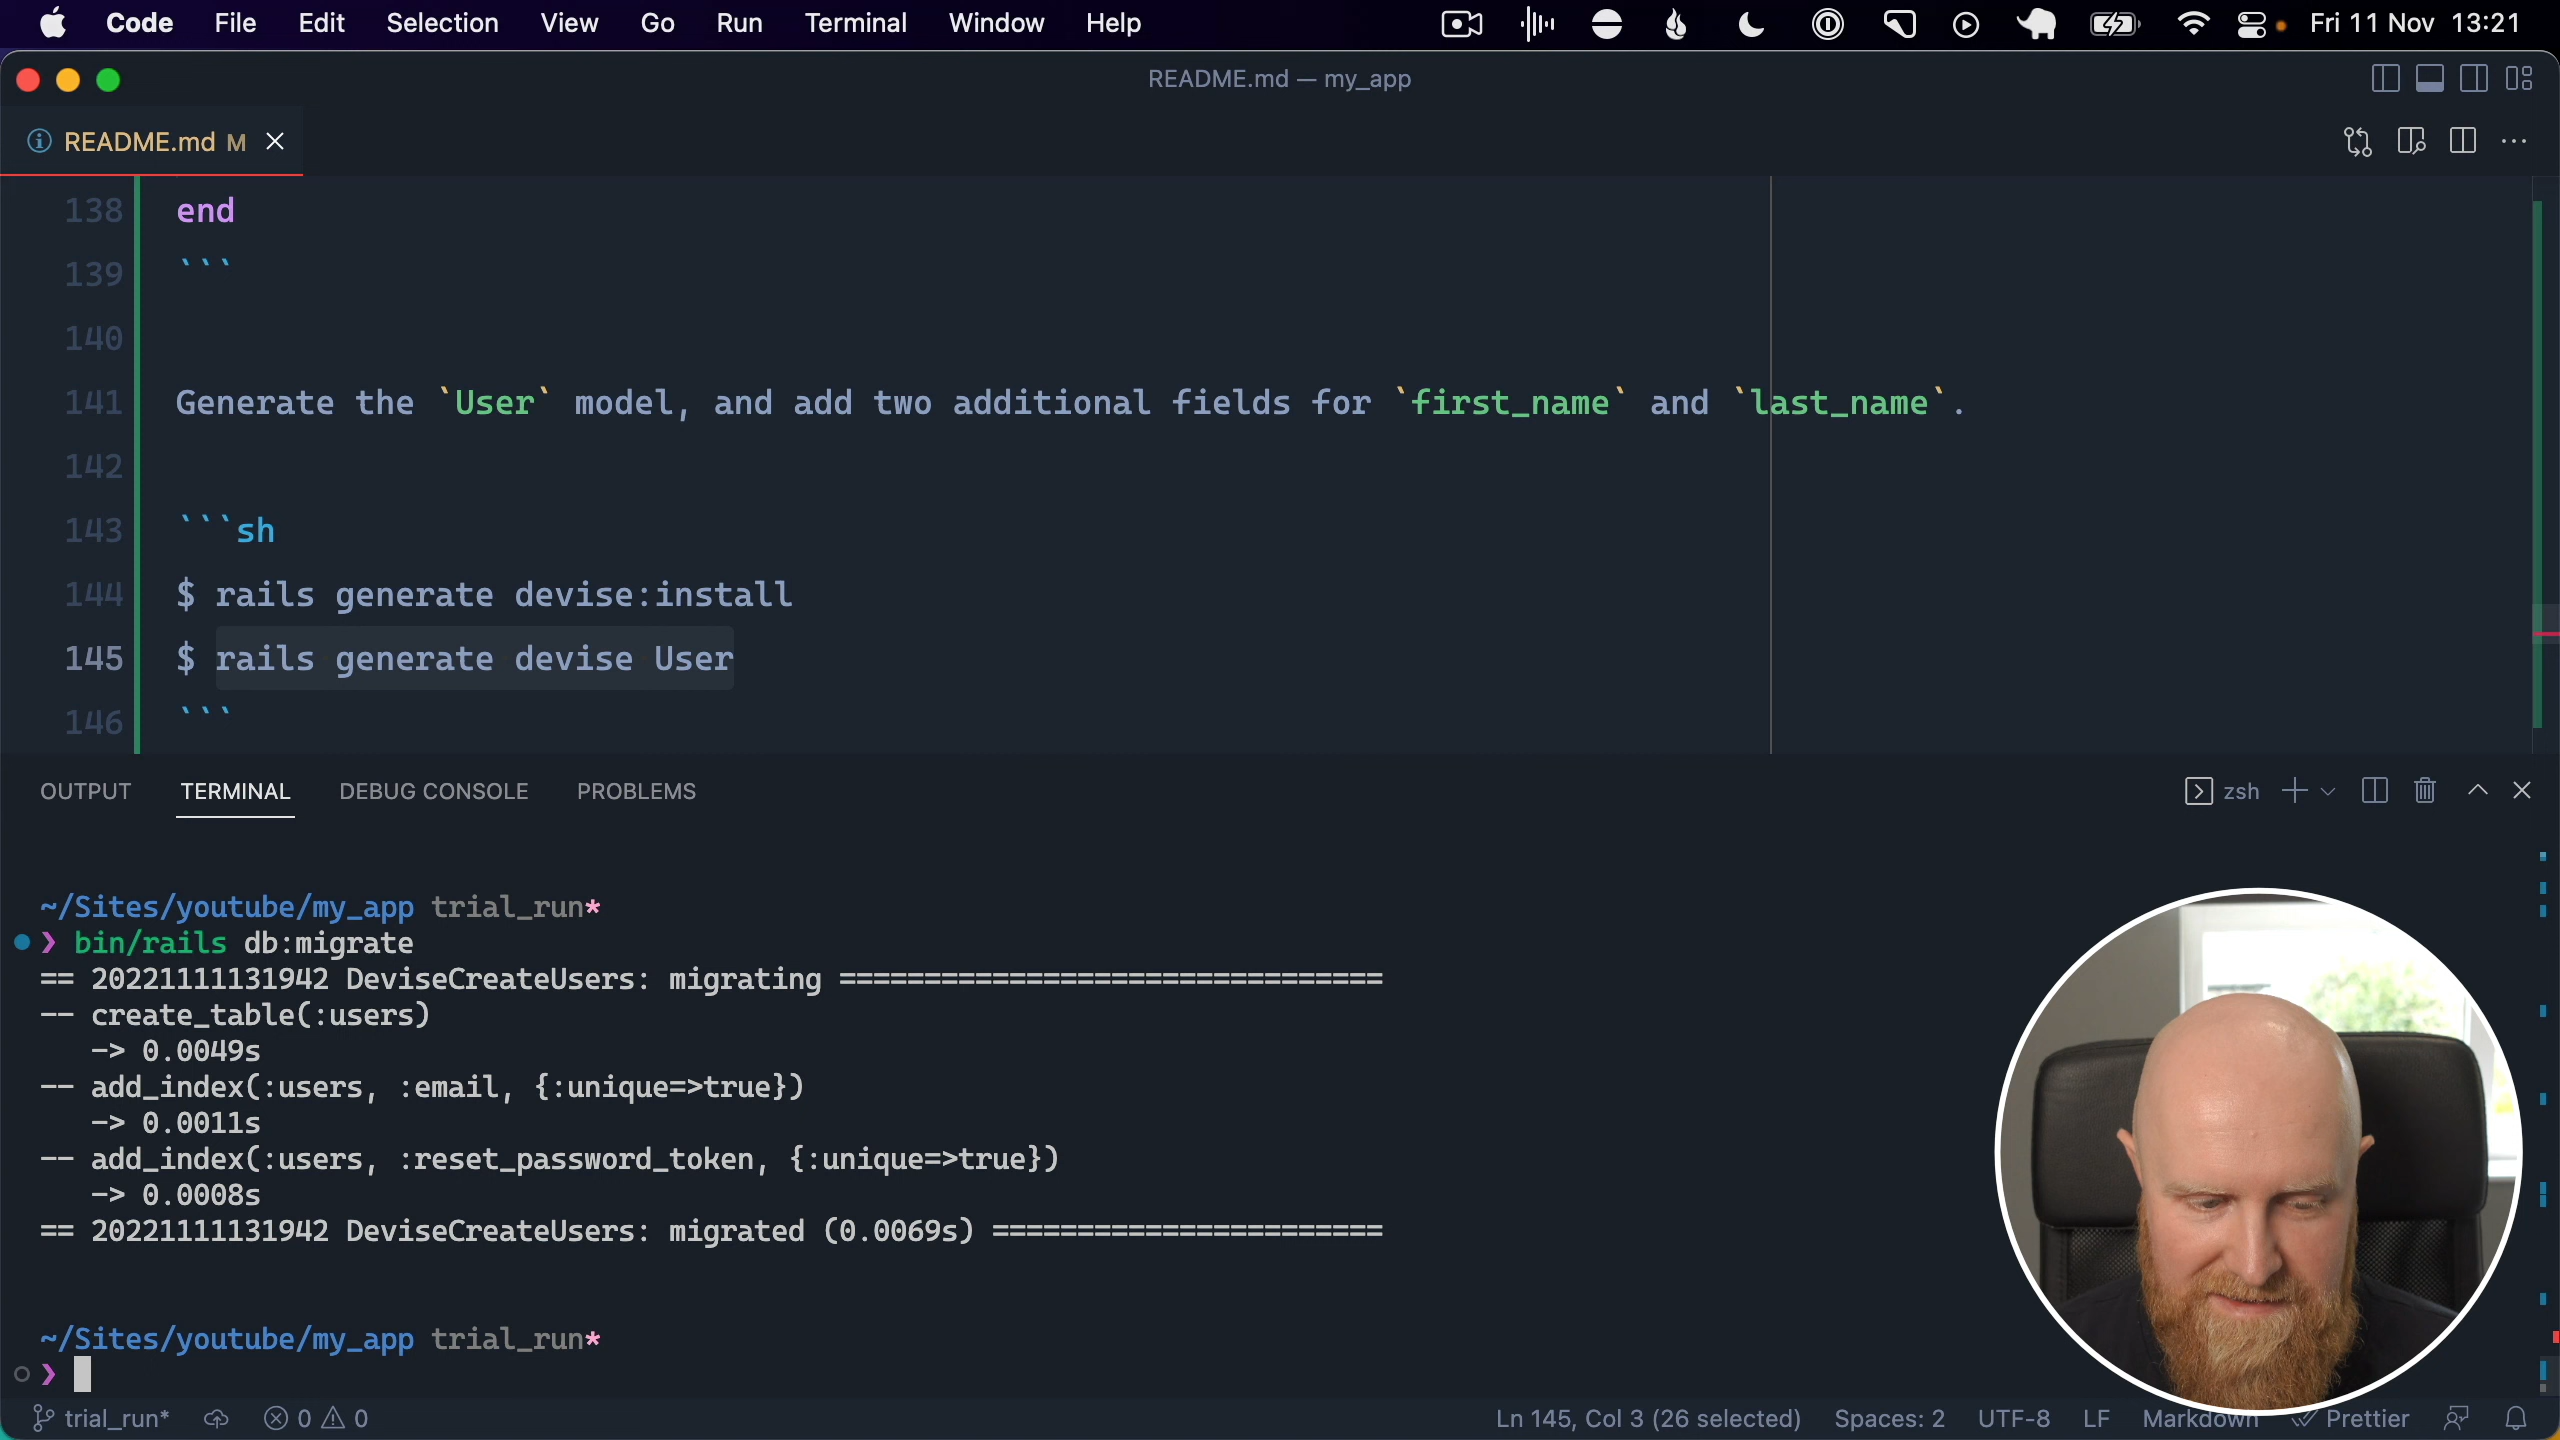 Code File Edit Selection View Go Run Terminal Window Help Fri 11 Nov 13:21
README.md — my_app
README.md M
138 end
139 ```
140
141 Generate the `User` model, and add two additional fields for `first_name` and `last_name`.
142
143 ```sh
144 $ rails generate devise:install
145 $ rails generate devise User
146 ```
OUTPUT TERMINAL DEBUG CONSOLE PROBLEMS zsh
~/Sites/youtube/my_app trial_run*
❯ bin/rails db:migrate
== 20221111131942 DeviseCreateUsers: migrating ================================
-- create_table(:users)
-> 0.0049s
-- add_index(:users, :email, {:unique=>true})
-> 0.0011s
-- add_index(:users, :reset_password_token, {:unique=>true})
-> 0.0008s
== 20221111131942 DeviseCreateUsers: migrated (0.0069s) =======================
~/Sites/youtube/my_app trial_run*
❯
trial_run* 0 0 Ln 145, Col 3 (26 selected) Spaces: 2 UTF-8 LF Markdown Prettier